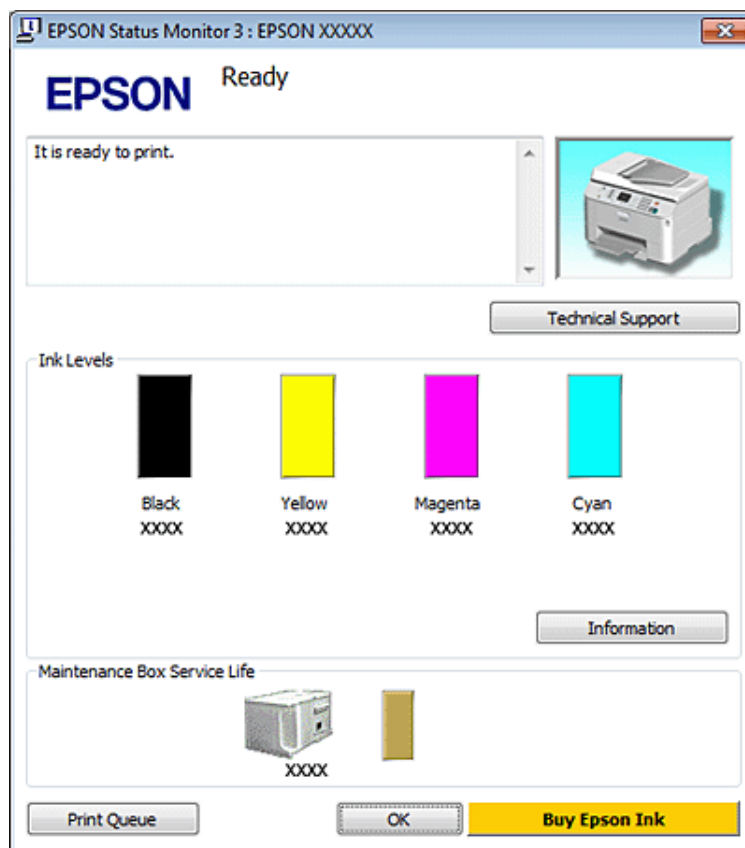 EPSON Status Monitor 3 : EPSON XXXXX
EPSON
Ready
It is ready to print.
Technical Support
Ink Levels
Black
Yellow
Magenta
Cyan
XXXX
XXXX
XXXX
XXXX
Information
Maintenance Box Service Life
XXXX
Print Queue
OK
Buy Epson Ink